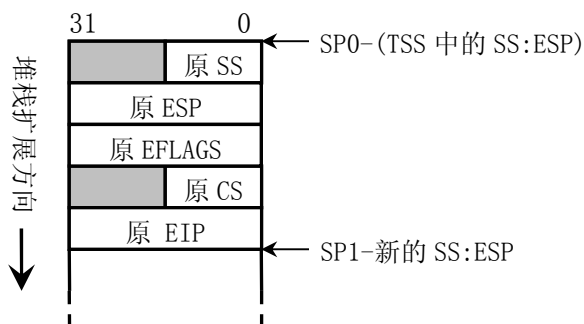 31 0
SP0-(TSS 中的 SS:ESP)
原 SS
原 ESP
原 EFLAGS
原 CS
原 EIP
SP1-新的 SS:ESP
堆栈扩展方向